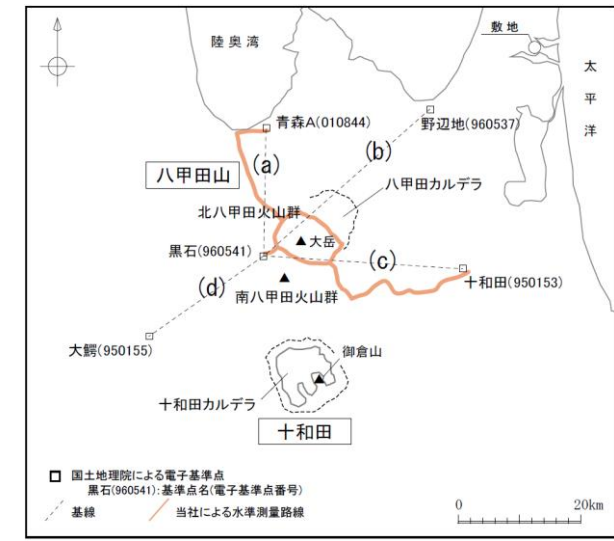 陸奥湾
敷地
太平洋
青森A(010844)
野辺地(960537)
(a)
(b)
八甲田山
八甲田カルデラ
北八甲田火山群
大岳
黒石(960541)
(c)
(d)
十和田(950153)
南八甲田火山群
大鰐(950155)
御倉山
十和田カルデラ
十和田
国土地理院による電子基準点
黒石(960541):基準点名(電子基準点番号)
基線
当社による水準測量路線
0
20km